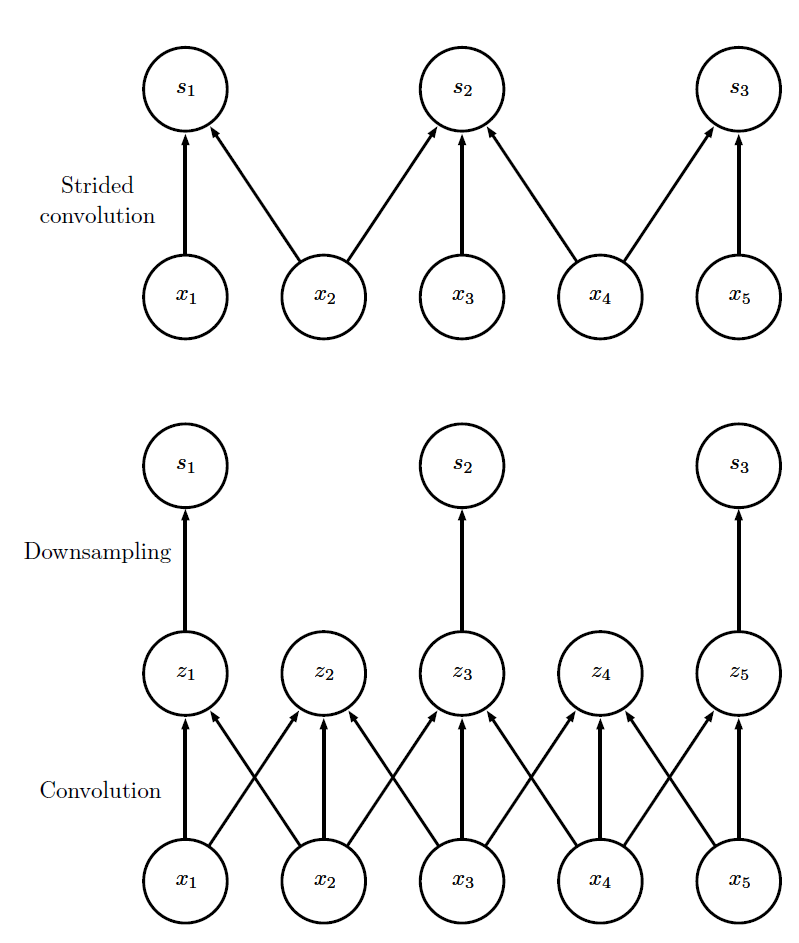 s₁ s₂ s₃
Strided
convolution
x₁ x₂ x₃ x₄ x₅
s₁ s₂ s₃
Downsampling
z₁ z₂ z₃ z₄ z₅
Convolution
x₁ x₂ x₃ x₄ x₅